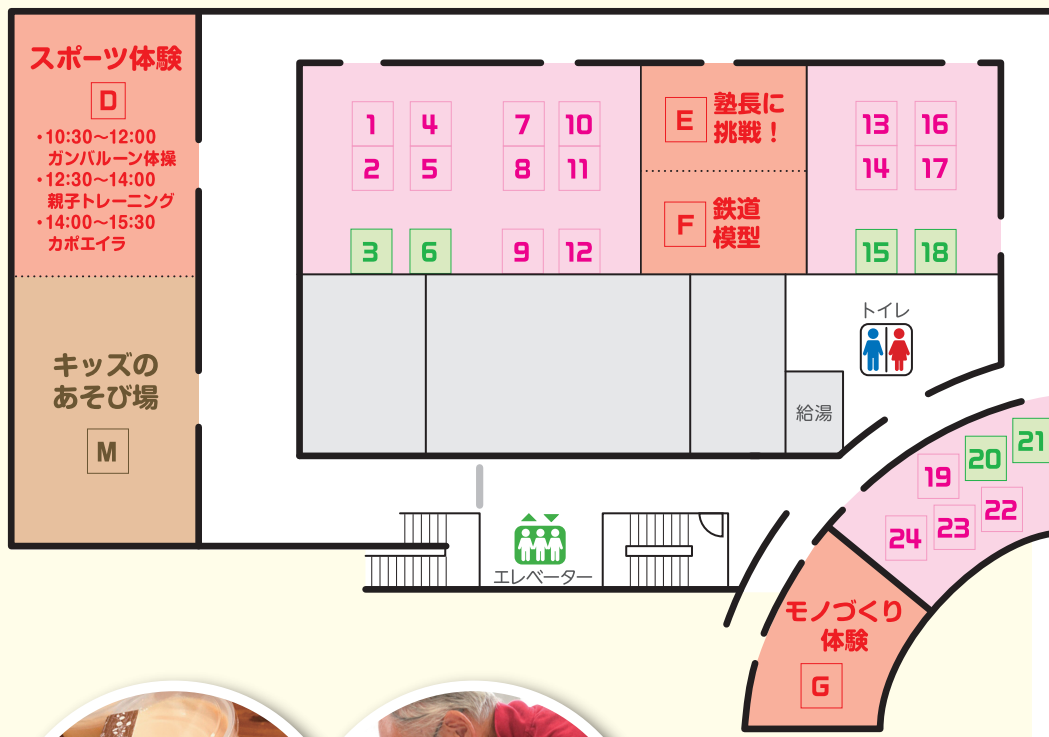 スポーツ体験
D
・10:30〜12:00
ガンバルーン体操
・12:30〜14:00
親子トレーニング
・14:00〜15:30
カポエイラ
キッズの
あそび場
M
1
4
7
10
2
5
8
11
3
6
9
12
E
塾長に
挑戦！
F
鉄道
模型
13
16
14
17
15
18
トイレ
給湯
エレベーター
19
20
21
24
23
22
モノづくり
体験
G